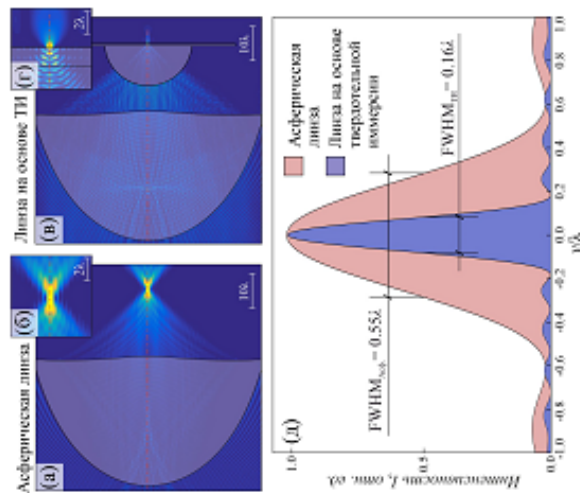 Асферическая линза
(а)
10λ
(б)
2λ
Линза на основе ТИ
(в)
10λ
(г)
2λ
(д)
Интенсивность I, отн. ед.
1.0
0.5
0.0
FWHMАсф.= 0.55λ
Асферическая
линза
Линза на основе
твердотельной
иммерсии
FWHMТИ= 0.16λ
-1.0 -0.8 -0.6 -0.4 -0.2 0.0 0.2 0.4 0.6 0.8 1.0
y/λ